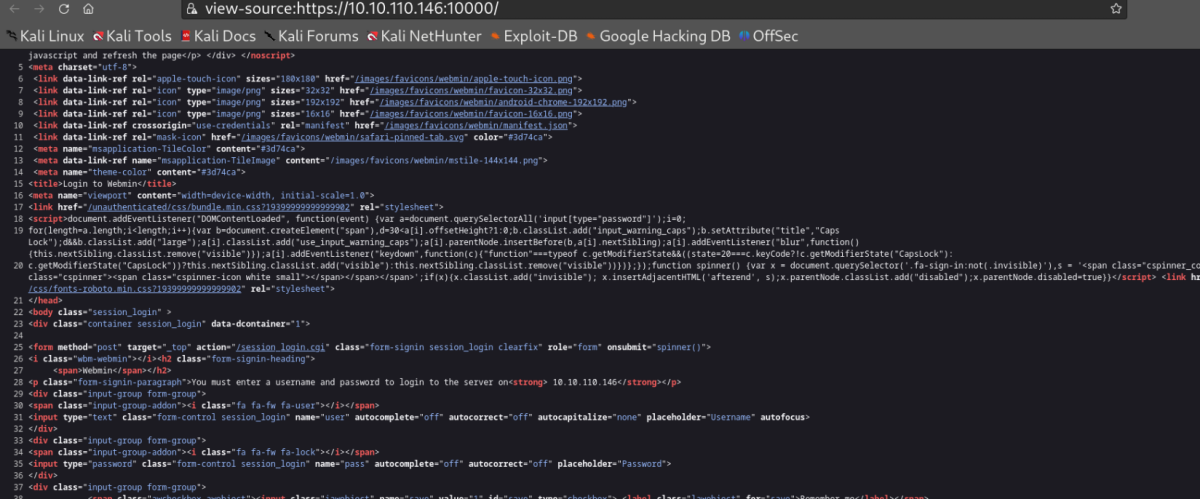 view-source:https://10.10.110.146:10000/
Kali Linux Kali Tools Kali Docs Kali Forums Kali NetHunter Exploit-DB Google Hacking DB OffSec
javascript and refresh the page</p> </div> </noscript>
5 <meta charset="utf-8">
6 <link data-link-ref rel="apple-touch-icon" sizes="180x180" href="/images/favicons/webmin/apple-touch-icon.png">
7 <link data-link-ref rel="icon" type="image/png" sizes="32x32" href="/images/favicons/webmin/favicon-32x32.png">
8 <link data-link-ref rel="icon" type="image/png" sizes="192x192" href="/images/favicons/webmin/android-chrome-192x192.png">
9 <link data-link-ref rel="icon" type="image/png" sizes="16x16" href="/images/favicons/webmin/favicon-16x16.png">
10 <link data-link-ref crossorigin="use-credentials" rel="manifest" href="/images/favicons/webmin/manifest.json">
11 <link data-link-ref rel="mask-icon" href="/images/favicons/webmin/safari-pinned-tab.svg" color="#3d74ca">
12 <meta name="msapplication-TileColor" content="#3d74ca">
13 <meta data-link-ref name="msapplication-TileImage" content="/images/favicons/webmin/mstile-144x144.png">
14 <meta name="theme-color" content="#3d74ca">
15 <title>Login to Webmin</title>
16 <meta name="viewport" content="width=device-width, initial-scale=1.0">
17 <link href="/unauthenticated/css/bundle.min.css?19399999999999902" rel="stylesheet">
18 <script>document.addEventListener("DOMContentLoaded", function(event) {var a=document.querySelectorAll('input[type="password"]');i=0;
19 for(length=a.length;i<length;i++){var b=document.createElement("span"),d=30<a[i].offsetHeight?1:0;b.classList.add("input_warning_caps");b.setAttribute("title","Caps
Lock");d&&b.classList.add("large");a[i].classList.add("use_input_warning_caps");a[i].parentNode.insertBefore(b,a[i].nextSibling);a[i].addEventListener("blur",function()
{this.nextSibling.classList.remove("visible")});a[i].addEventListener("keydown",function(c){"function"===typeof c.getModifierState&&((state=20===c.keyCode?!c.getModifierState("CapsLock"):
20 c.getModifierState("CapsLock"))?this.nextSibling.classList.add("visible"):this.nextSibling.classList.remove("visible"))})};});function spinner() {var x = document.querySelector('.fa-sign-in:not(.invisible)'),s = '<span class="cspinner_co
class="cspinner"><span class="cspinner-icon white small"></span></span></span>';if(x){x.classList.add("invisible"); x.insertAdjacentHTML('afterend', s);x.parentNode.classList.add("disabled");x.parentNode.disabled=true}}</script> <link hr
/css/fonts-roboto.min.css?19399999999999902" rel="stylesheet">
21 </head>
22 <body class="session_login" >
23 <div class="container session_login" data-dcontainer="1">
24
25 <form method="post" target="_top" action="/session_login.cgi" class="form-signin session_login clearfix" role="form" onsubmit="spinner()">
26 <i class="wbm-webmin"></i><h2 class="form-signin-heading">
27 <span>Webmin</span></h2>
28 <p class="form-signin-paragraph">You must enter a username and password to login to the server on<strong> 10.10.110.146</strong></p>
29 <div class="input-group form-group">
30 <span class="input-group-addon"><i class="fa fa-fw fa-user"></i></span>
31 <input type="text" class="form-control session_login" name="user" autocomplete="off" autocorrect="off" autocapitalize="none" placeholder="Username" autofocus>
32 </div>
33 <div class="input-group form-group">
34 <span class="input-group-addon"><i class="fa fa-fw fa-lock"></i></span>
35 <input type="password" class="form-control session_login" name="pass" autocomplete="off" autocorrect="off" placeholder="Password">
36 </div>
37 <div class="input-group form-group">